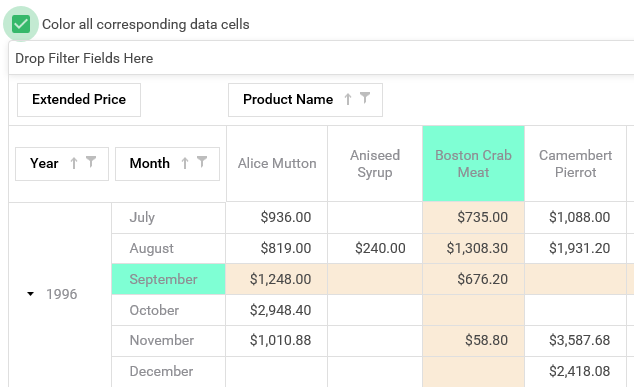 Color all corresponding data cells
Drop Filter Fields Here
Extended Price
Product Name
Year
Month
Alice Mutton
Aniseed
Syrup
Boston Crab
Meat
Camembert
Pierrot
1996
July $936.00 $735.00 $1,088.00
August $819.00 $240.00 $1,308.30 $1,931.20
September $1,248.00 $676.20
October $2,948.40
November $1,010.88 $58.80 $3,587.68
December $2,418.08